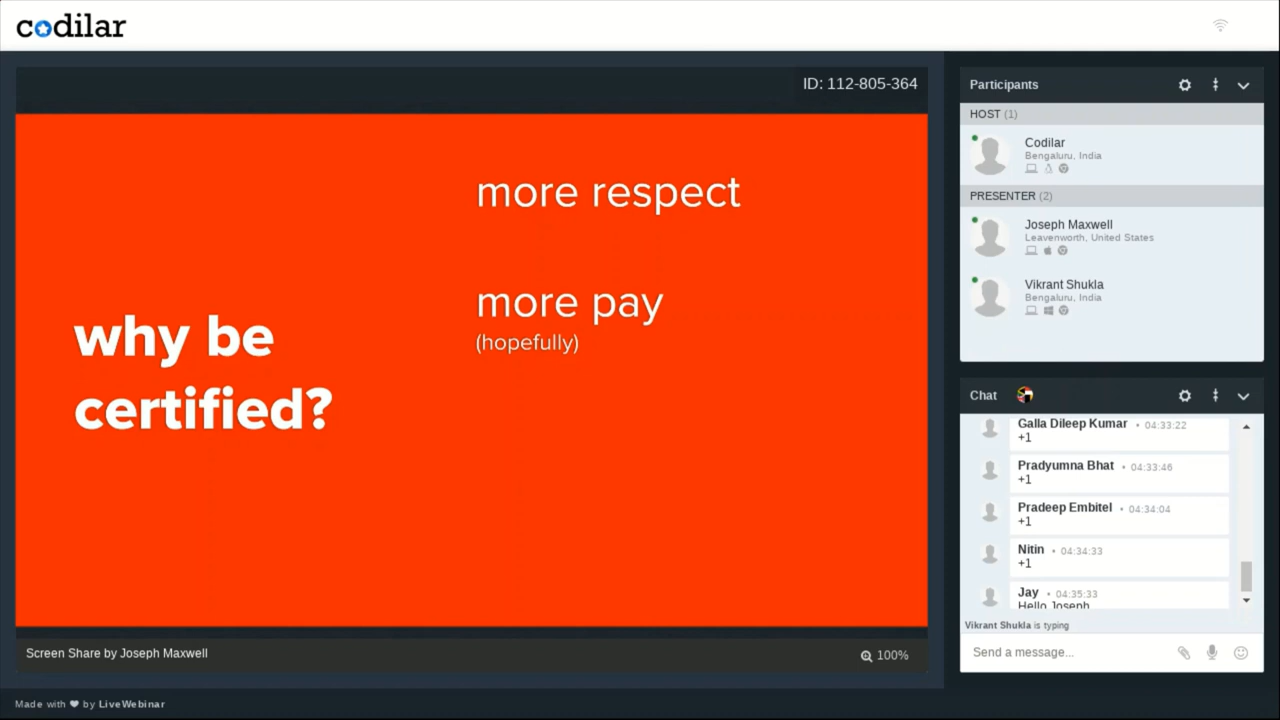 codilar
ID: 112-805-364
why be
certified?
more respect
more pay
(hopefully)
Screen Share by Joseph Maxwell
100%
Made with ❤ by LiveWebinar
Participants
HOST (1)
Codilar
Bengaluru, India
PRESENTER (2)
Joseph Maxwell
Leavenworth, United States
Vikrant Shukla
Bengaluru, India
Chat
Galla Dileep Kumar • 04:33:22
+1
Pradyumna Bhat • 04:33:46
+1
Pradeep Embitel • 04:34:04
+1
Nitin • 04:34:33
+1
Jay • 04:35:33
Hello Joseph
Vikrant Shukla is typing
Send a message...